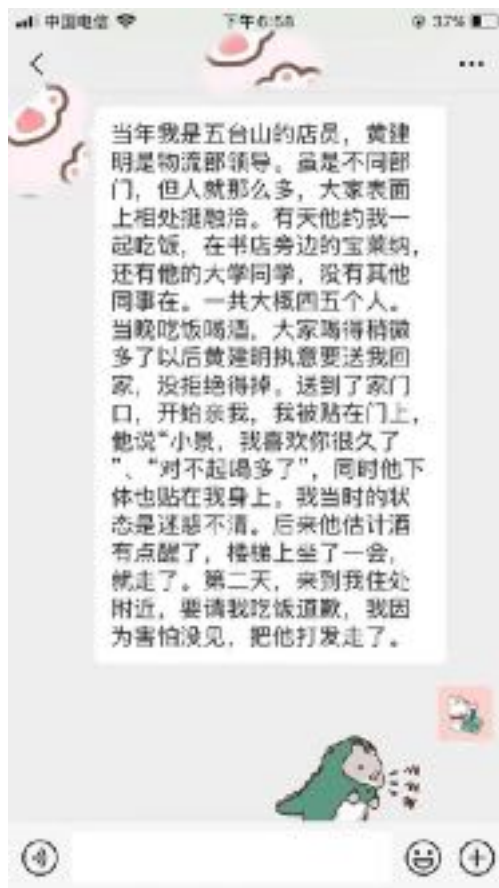 中国电信
下午6:58
37%
当年我是五台山的店员，黄建
明是物流部领导。虽是不同部
门，但人就那么多，大家表面
上相处挺融洽。有天他约我一
起吃饭，在书店旁边的宝莱纳，
还有他的大学同学，没有其他
同事在。一共大概四五个人。
当晚吃饭喝酒，大家喝得稍微
多了以后黄建明执意要送我回
家，没拒绝得掉。送到了家门
口，开始亲我，我被贴在门上，
他说“小景，我喜欢你很久了
”、“对不起喝多了”，同时他下
体也贴在我身上，我当时的状
态是迷惑不清。后来他估计酒
有点醒了，楼梯上坐了一会，
就走了。第二天，来到我住处
附近，要请我吃饭道歉，我因
为害怕没见，把他打发走了。